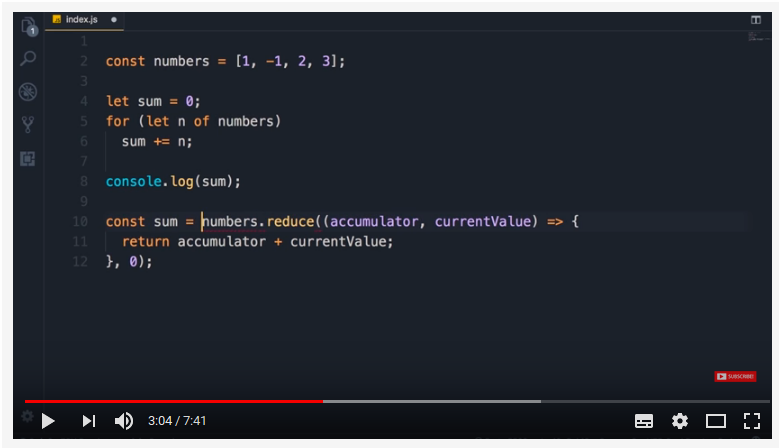 index.js
1
1
2 const numbers = [1, -1, 2, 3];
3
4 let sum = 0;
5 for (let n of numbers)
6 sum += n;
7
8 console.log(sum);
9
10 const sum = numbers.reduce((accumulator, currentValue) => {
11 return accumulator + currentValue;
12 }, 0);
SUBSCRIBE
3:04 / 7:41